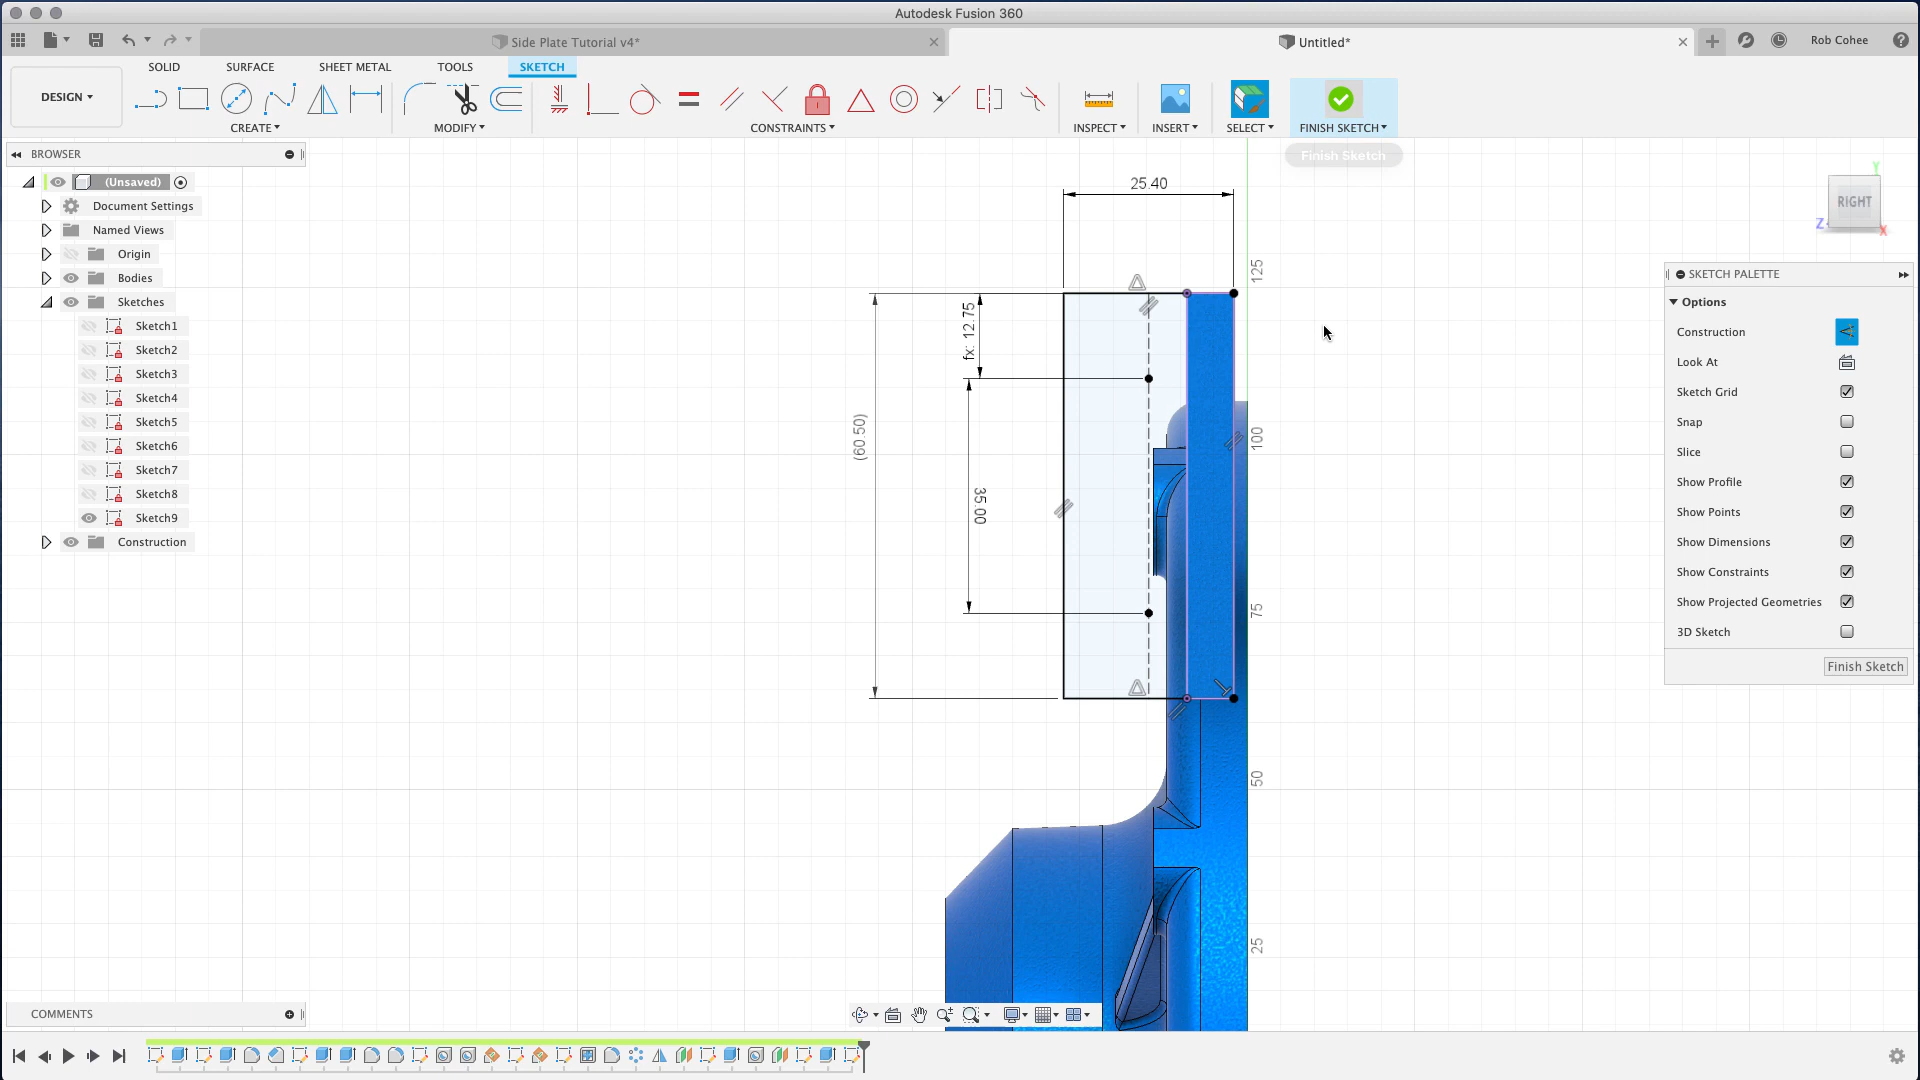 Autodesk Fusion 360
Side Plate Tutorial v4*
Untitled*
Rob Cohee
DESIGN
SOLID
SURFACE
SHEET METAL
TOOLS
SKETCH
CREATE
MODIFY
CONSTRAINTS
INSPECT
INSERT
SELECT
FINISH SKETCH
Finish Sketch
BROWSER
(Unsaved)
Document Settings
Named Views
Origin
Bodies
Sketches
Sketch1
Sketch2
Sketch3
Sketch4
Sketch5
Sketch6
Sketch7
Sketch8
Sketch9
Construction
25.40
fx: 12.75
(60.50)
35.00
125
100
75
50
25
Y
RIGHT
Z
X
SKETCH PALETTE
Options
Construction
Look At
Sketch Grid
Snap
Slice
Show Profile
Show Points
Show Dimensions
Show Constraints
Show Projected Geometries
3D Sketch
Finish Sketch
COMMENTS